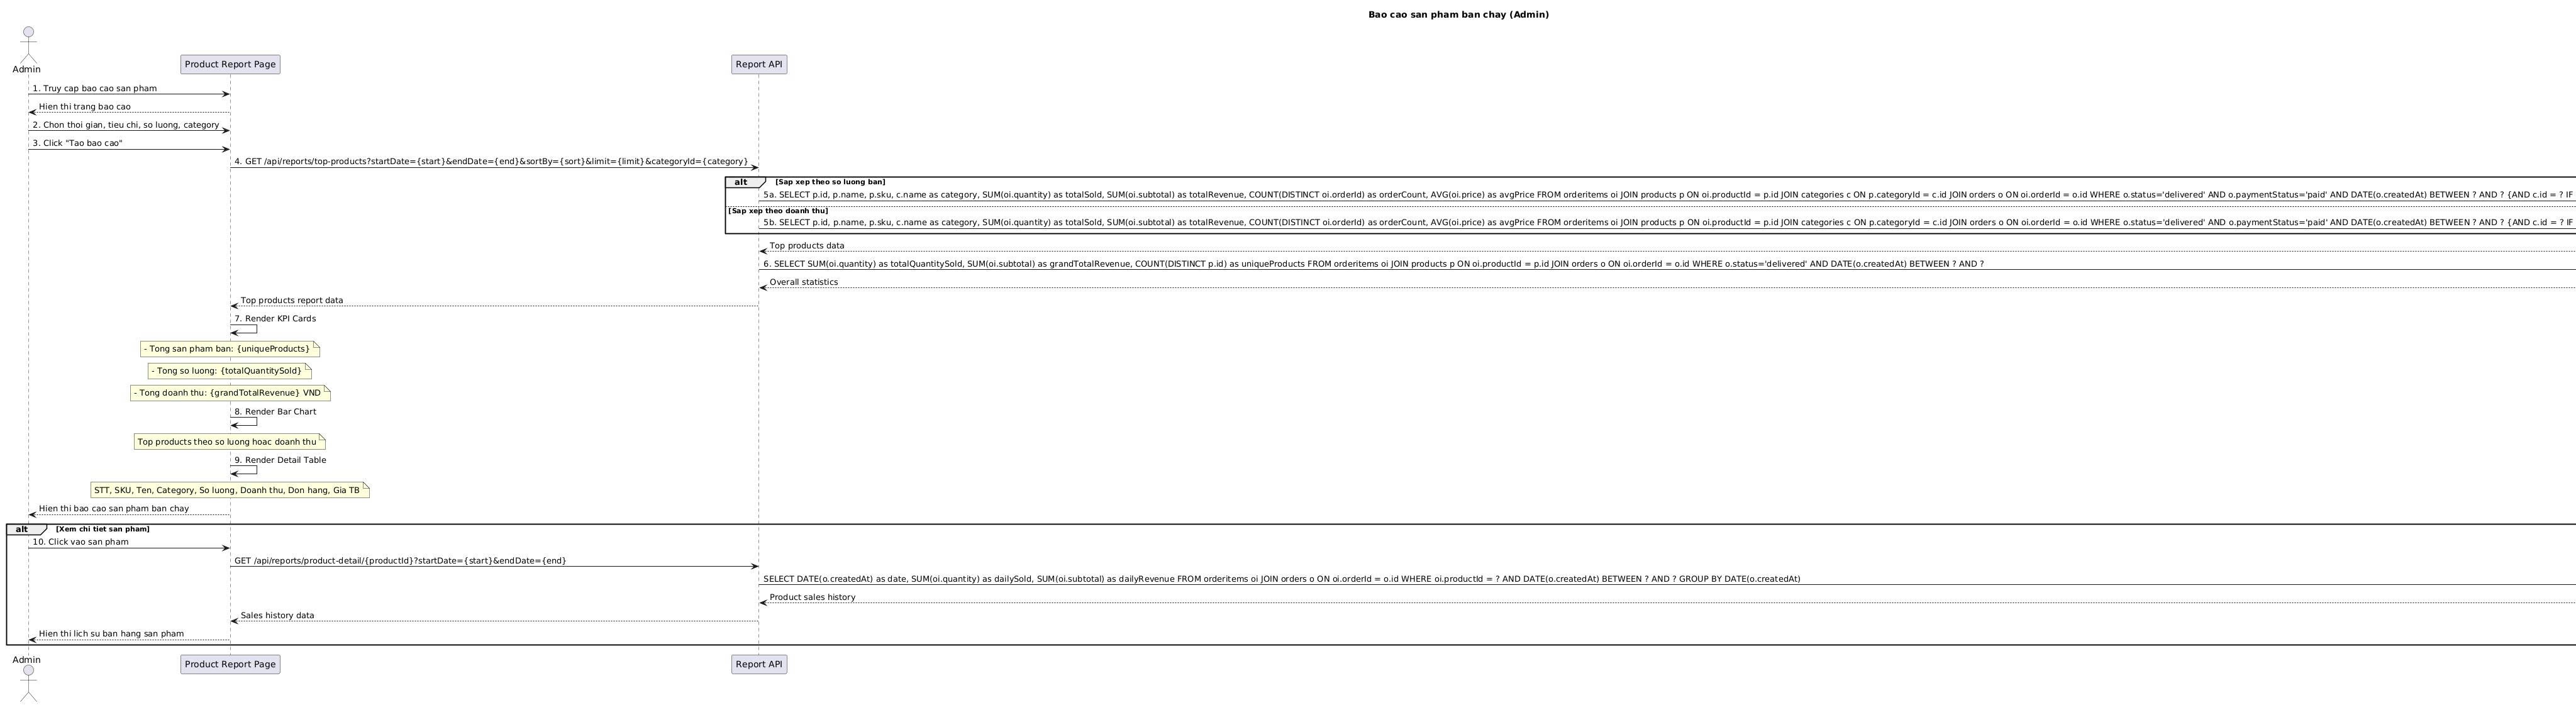 Bao cao san pham ban chay (Admin)
Admin
Product Report Page
Report API
1. Truy cap bao cao san pham
Hien thi trang bao cao
2. Chon thoi gian, tieu chi, so luong, category
3. Click "Tao bao cao"
4. GET /api/reports/top-products?startDate={start}&endDate={end}&sortBy={sort}&limit={limit}&categoryId={category}
alt [Sap xep theo so luong ban]
5a. SELECT p.id, p.name, p.sku, c.name as category, SUM(oi.quantity) as totalSold, SUM(oi.subtotal) as totalRevenue, COUNT(DISTINCT oi.orderId) as orderCount, AVG(oi.price) as avgPrice FROM orderitems oi JOIN products p ON oi.productId = p.id JOIN categories c ON p.categoryId = c.id JOIN orders o ON oi.orderId = o.id WHERE o.status='delivered' AND o.paymentStatus='paid' AND DATE(o.createdAt) BETWEEN ? AND ? {AND c.id = ? IF
[Sap xep theo doanh thu]
5b. SELECT p.id, p.name, p.sku, c.name as category, SUM(oi.quantity) as totalSold, SUM(oi.subtotal) as totalRevenue, COUNT(DISTINCT oi.orderId) as orderCount, AVG(oi.price) as avgPrice FROM orderitems oi JOIN products p ON oi.productId = p.id JOIN categories c ON p.categoryId = c.id JOIN orders o ON oi.orderId = o.id WHERE o.status='delivered' AND o.paymentStatus='paid' AND DATE(o.createdAt) BETWEEN ? AND ? {AND c.id = ? IF
Top products data
6. SELECT SUM(oi.quantity) as totalQuantitySold, SUM(oi.subtotal) as grandTotalRevenue, COUNT(DISTINCT p.id) as uniqueProducts FROM orderitems oi JOIN products p ON oi.productId = p.id JOIN orders o ON oi.orderId = o.id WHERE o.status='delivered' AND DATE(o.createdAt) BETWEEN ? AND ?
Overall statistics
Top products report data
7. Render KPI Cards
- Tong san pham ban: {uniqueProducts}
- Tong so luong: {totalQuantitySold}
- Tong doanh thu: {grandTotalRevenue} VND
8. Render Bar Chart
Top products theo so luong hoac doanh thu
9. Render Detail Table
STT, SKU, Ten, Category, So luong, Doanh thu, Don hang, Gia TB
Hien thi bao cao san pham ban chay
alt [Xem chi tiet san pham]
10. Click vao san pham
GET /api/reports/product-detail/{productId}?startDate={start}&endDate={end}
SELECT DATE(o.createdAt) as date, SUM(oi.quantity) as dailySold, SUM(oi.subtotal) as dailyRevenue FROM orderitems oi JOIN orders o ON oi.orderId = o.id WHERE oi.productId = ? AND DATE(o.createdAt) BETWEEN ? AND ? GROUP BY DATE(o.createdAt)
Product sales history
Sales history data
Hien thi lich su ban hang san pham
Admin
Product Report Page
Report API